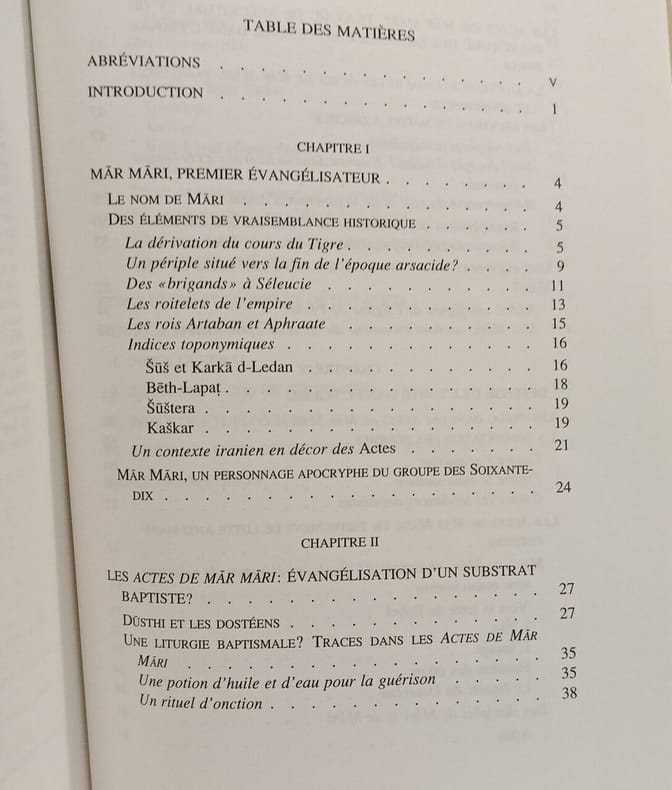 TABLE DES MATIÈRES
ABRÉVIATIONS . . . . . . . . . . . . . . . . V
INTRODUCTION . . . . . . . . . . . . . . . . 1
CHAPITRE I
MĀR MĀRI, PREMIER ÉVANGÉLISATEUR . . . . . . . 4
LE NOM DE MĀRI . . . . . . . . . . . . . . 4
DES ÉLÉMENTS DE VRAISEMBLANCE HISTORIQUE . . . . . . 5
La dérivation du cours du Tigre . . . . . . . . . . 5
Un périple situé vers la fin de l'époque arsacide ? . . . . 9
Des «brigands» à Séleucie . . . . . . . . . . . 11
Les roitelets de l'empire . . . . . . . . . . . . 13
Les rois Artaban et Aphraate . . . . . . . . . . 15
Indices toponymiques . . . . . . . . . . . . . 16
Šūš et Karkā d-Ledan . . . . . . . . . . . . 16
Bēth-Lapaṭ . . . . . . . . . . . . . . . 18
Šūštera . . . . . . . . . . . . . . . . 19
Kaškar . . . . . . . . . . . . . . . . 19
Un contexte iranien en décor des Actes . . . . . . . 21
MĀR MĀRI, UN PERSONNAGE APOCRYPHE DU GROUPE DES SOIXANTE-
DIX . . . . . . . . . . . . . . . . . . 24
CHAPITRE II
LES ACTES DE MĀR MĀRI : ÉVANGÉLISATION D'UN SUBSTRAT
BAPTISTE ? . . . . . . . . . . . . . . . . 27
DŪSTHI ET LES DOSTÉENS . . . . . . . . . . . . 27
UNE LITURGIE BAPTISMALE ? TRACES DANS LES ACTES DE MĀR
MĀRI . . . . . . . . . . . . . . . . . 35
Une potion d'huile et d'eau pour la guérison . . . . . 35
Un rituel d'onction . . . . . . . . . . . . . 38